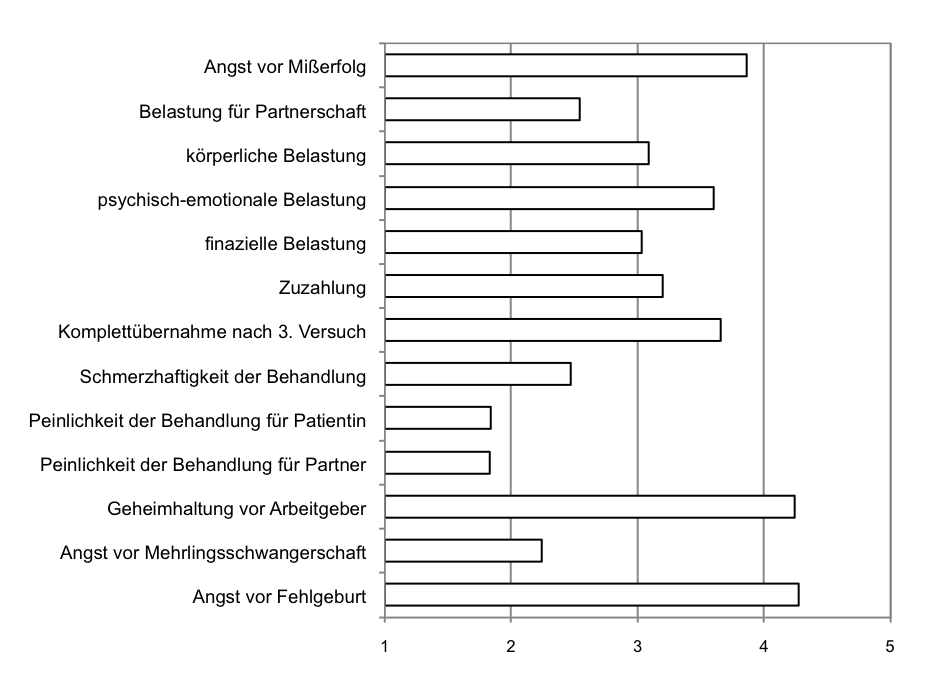 Angst vor Mißerfolg
Belastung für Partnerschaft
körperliche Belastung
psychisch-emotionale Belastung
finazielle Belastung
Zuzahlung
Komplettübernahme nach 3. Versuch
Schmerzhaftigkeit der Behandlung
Peinlichkeit der Behandlung für Patientin
Peinlichkeit der Behandlung für Partner
Geheimhaltung vor Arbeitgeber
Angst vor Mehrlingsschwangerschaft
Angst vor Fehlgeburt
1 2 3 4 5